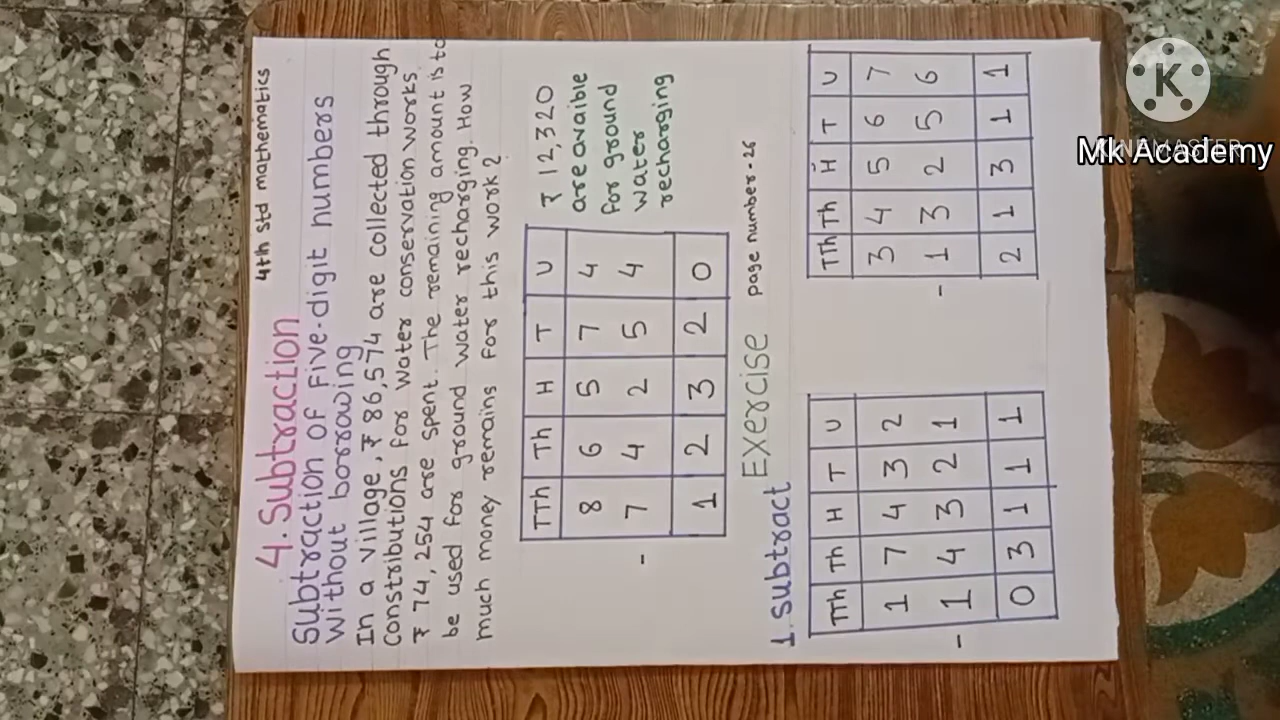 4th std mathematics
4. Subtraction
Subtraction of Five-digit numbers
without borrowing
In a village, ₹ 86,574 are collected through
Constributions for water conservation works
₹ 74,254 are spent. The remaining amount is to
be used for ground water recharging. How
much money remains for this work?
TTh Th H T U
8 6 5 7 4
- 7 4 2 5 4
1 2 3 2 0
₹ 12,320
are avaible
for ground
water
recharging
Exercise page number-26
1. Subtract
TTh Th H T U
1 7 4 3 2
- 1 4 3 2 1
0 3 1 1 1
TTh Th H T U
3 4 5 6 7
- 1 3 2 5 6
2 1 3 1 1
K
Mk Academy
KINEMASTER